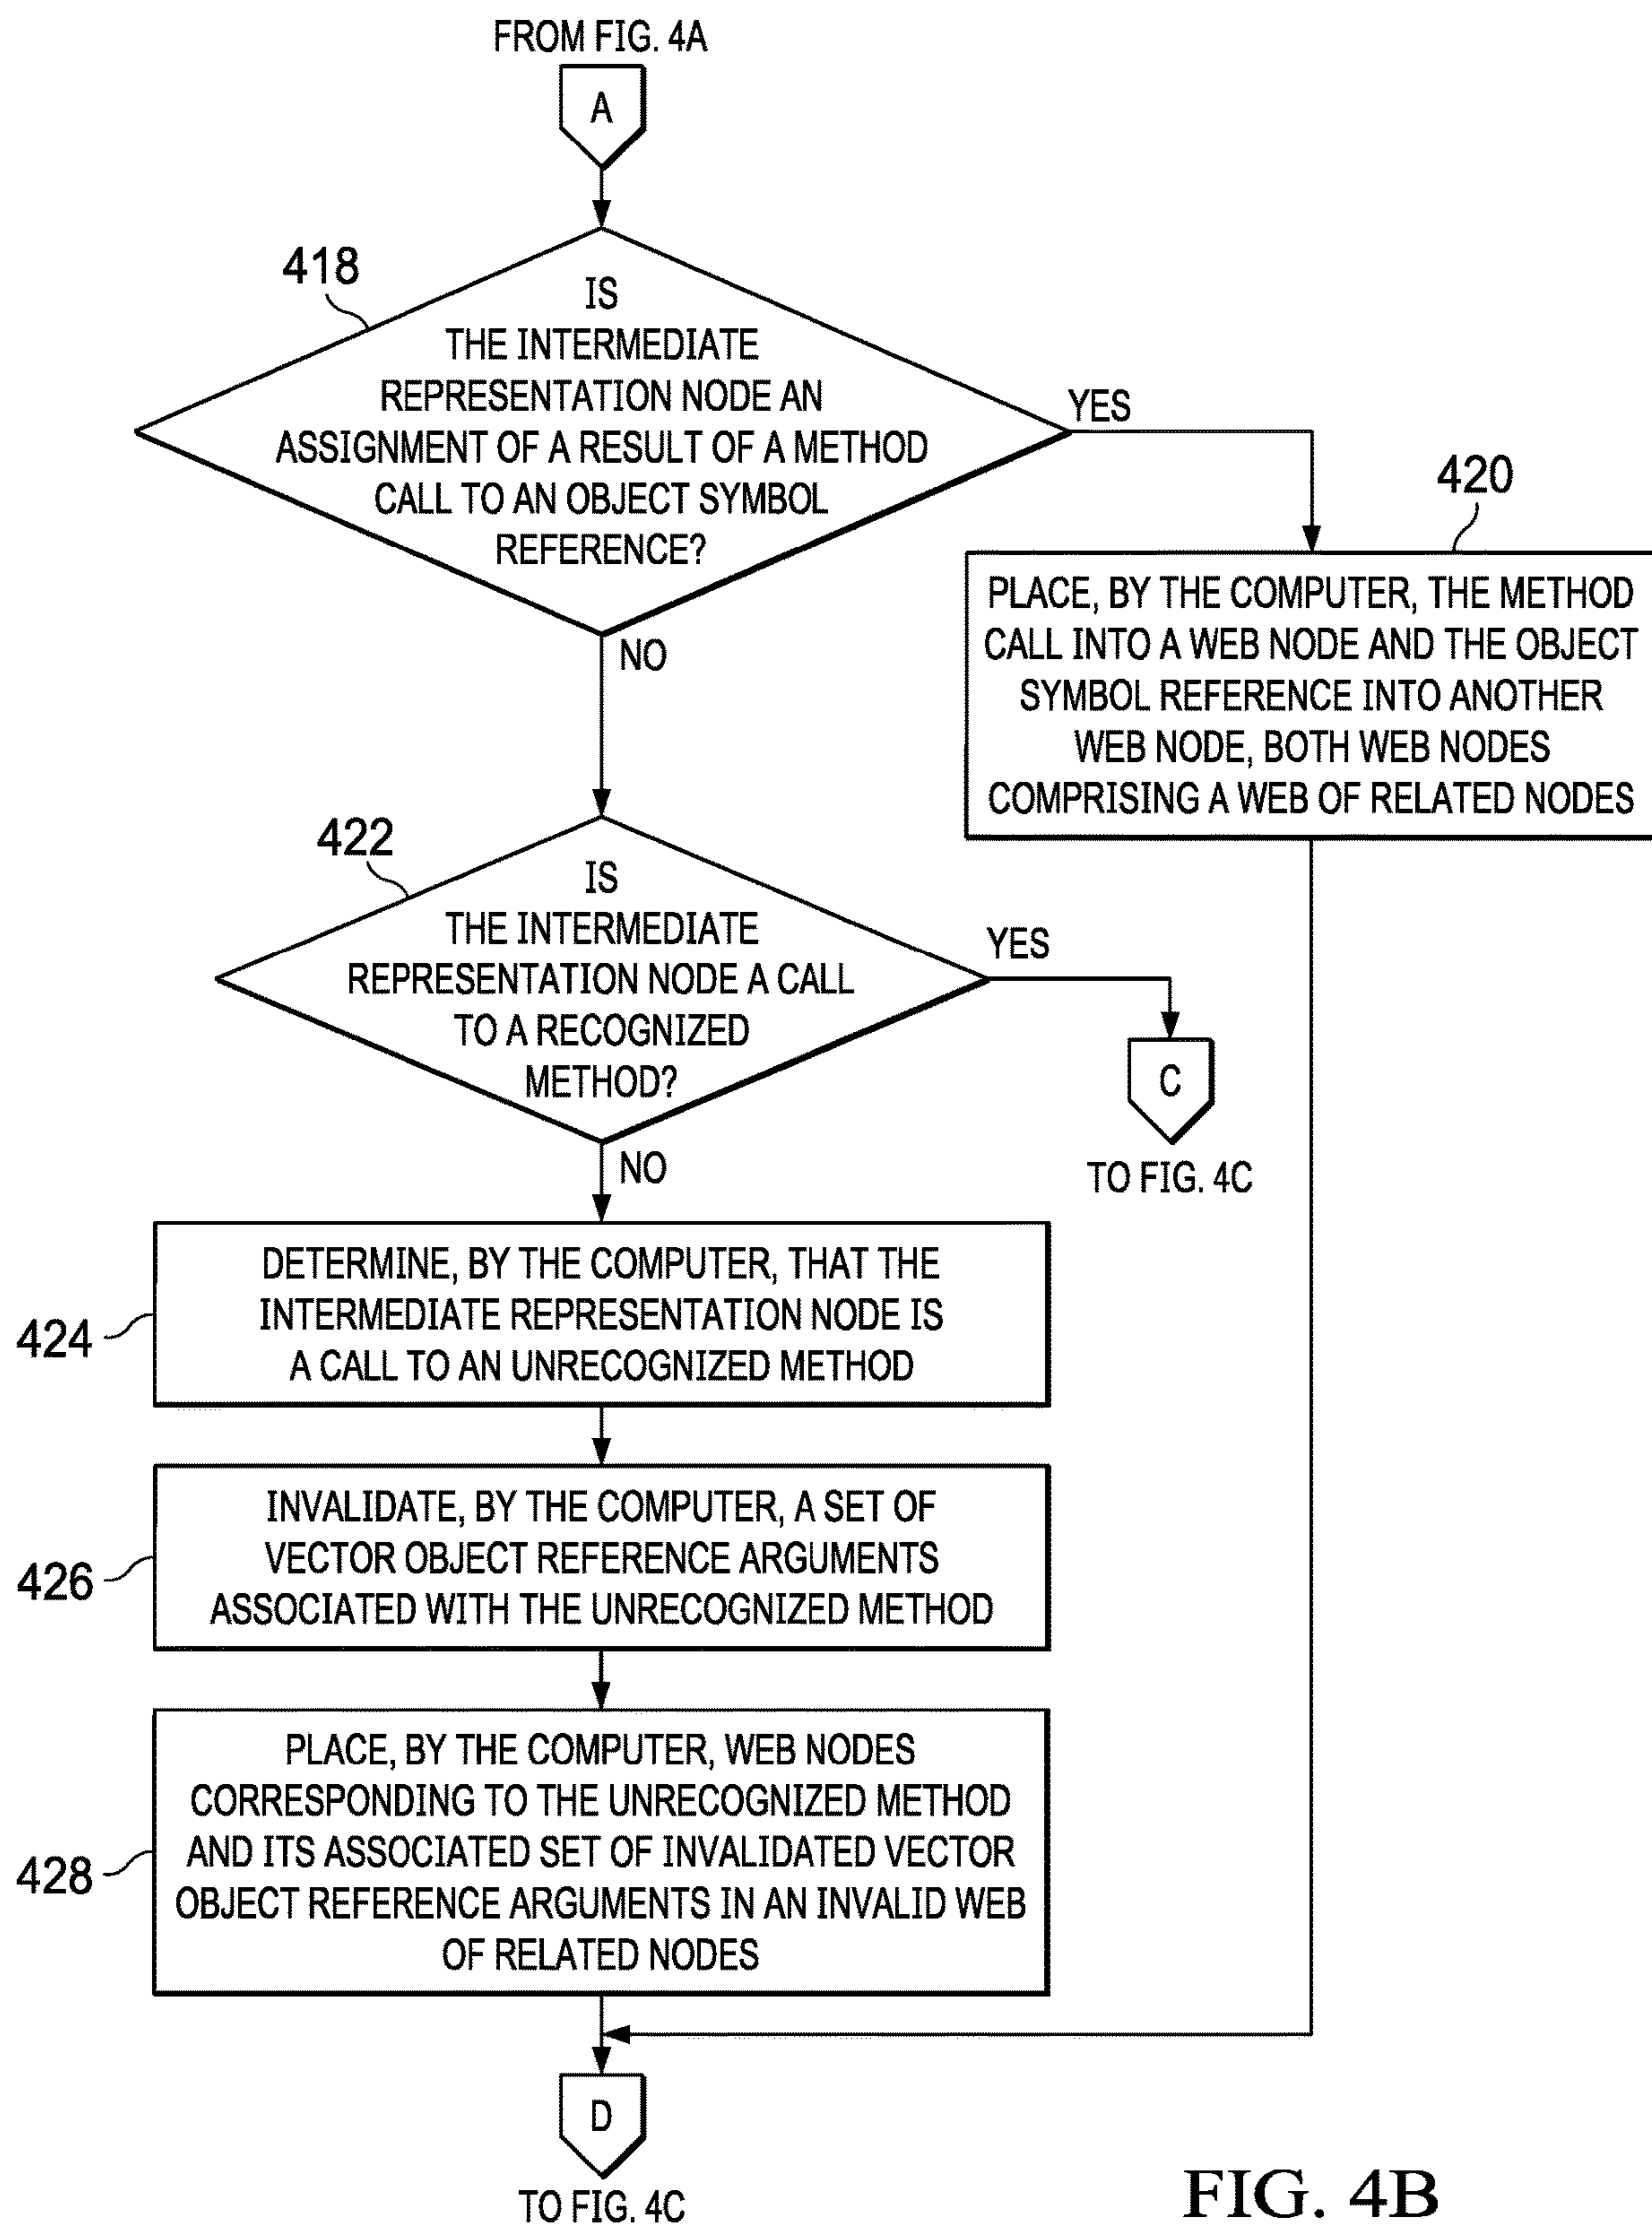 FROM FIG. 4A
A
418
IS
THE INTERMEDIATE
REPRESENTATION NODE AN
ASSIGNMENT OF A RESULT OF A METHOD
CALL TO AN OBJECT SYMBOL
REFERENCE?
YES
NO
420
PLACE, BY THE COMPUTER, THE METHOD
CALL INTO A WEB NODE AND THE OBJECT
SYMBOL REFERENCE INTO ANOTHER
WEB NODE, BOTH WEB NODES
COMPRISING A WEB OF RELATED NODES
422
IS
THE INTERMEDIATE
REPRESENTATION NODE A CALL
TO A RECOGNIZED
METHOD?
YES
C
TO FIG. 4C
NO
424
DETERMINE, BY THE COMPUTER, THAT THE
INTERMEDIATE REPRESENTATION NODE IS
A CALL TO AN UNRECOGNIZED METHOD
426
INVALIDATE, BY THE COMPUTER, A SET OF
VECTOR OBJECT REFERENCE ARGUMENTS
ASSOCIATED WITH THE UNRECOGNIZED METHOD
428
PLACE, BY THE COMPUTER, WEB NODES
CORRESPONDING TO THE UNRECOGNIZED METHOD
AND ITS ASSOCIATED SET OF INVALIDATED VECTOR
OBJECT REFERENCE ARGUMENTS IN AN INVALID WEB
OF RELATED NODES
D
TO FIG. 4C
FIG. 4B